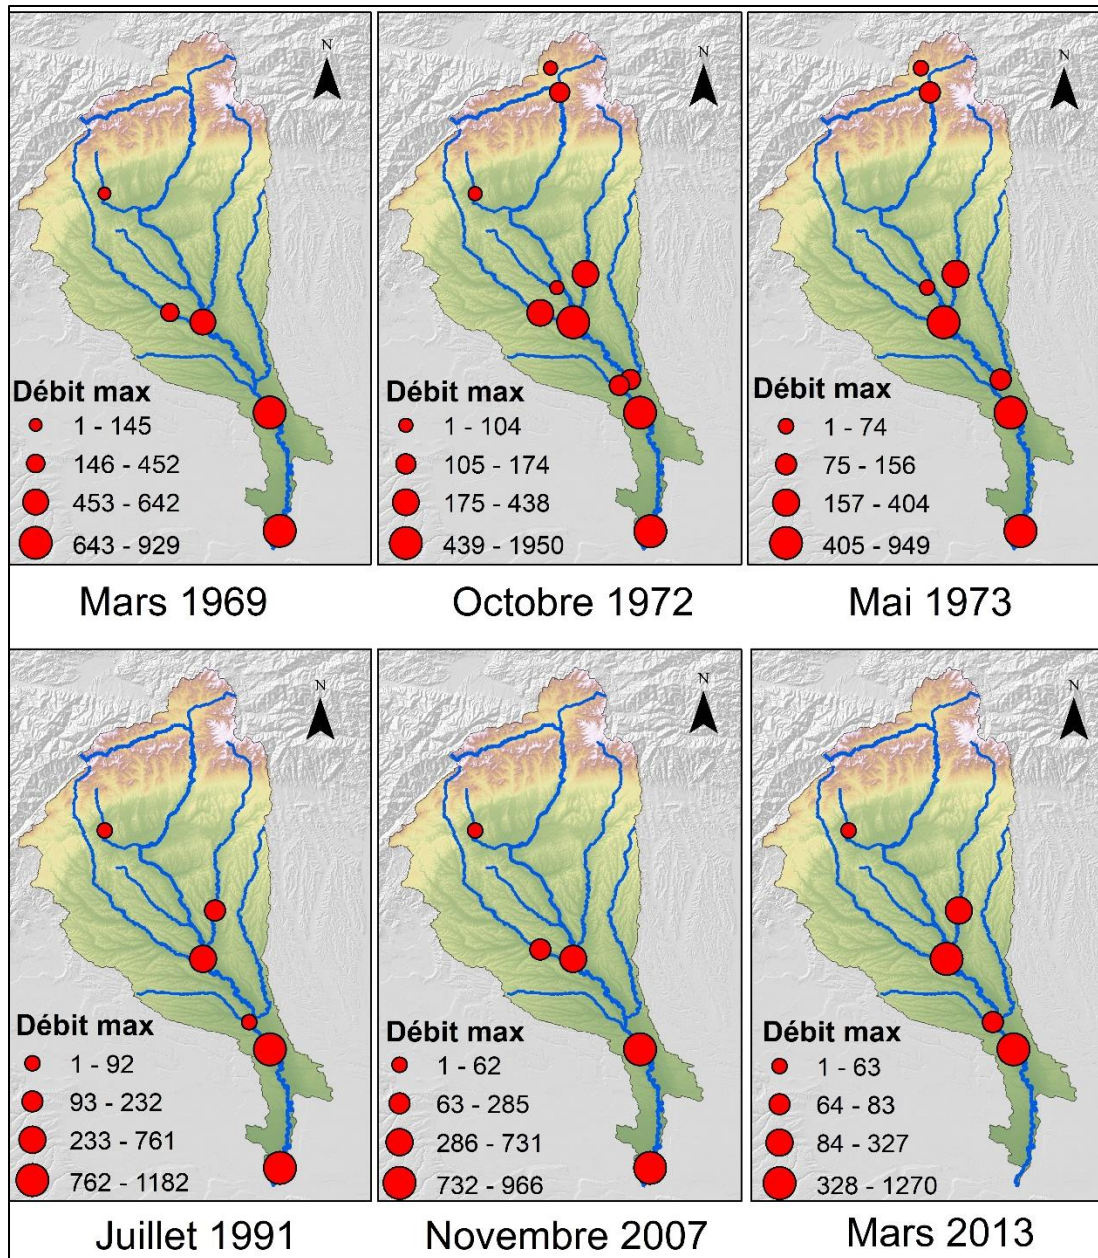 N
Débit max
1 - 145
146 - 452
453 - 642
643 - 929
Mars 1969
N
Débit max
1 - 104
105 - 174
175 - 438
439 - 1950
Octobre 1972
N
Débit max
1 - 74
75 - 156
157 - 404
405 - 949
Mai 1973
N
Débit max
1 - 92
93 - 232
233 - 761
762 - 1182
Juillet 1991
N
Débit max
1 - 62
63 - 285
286 - 731
732 - 966
Novembre 2007
N
Débit max
1 - 63
64 - 83
84 - 327
328 - 1270
Mars 2013